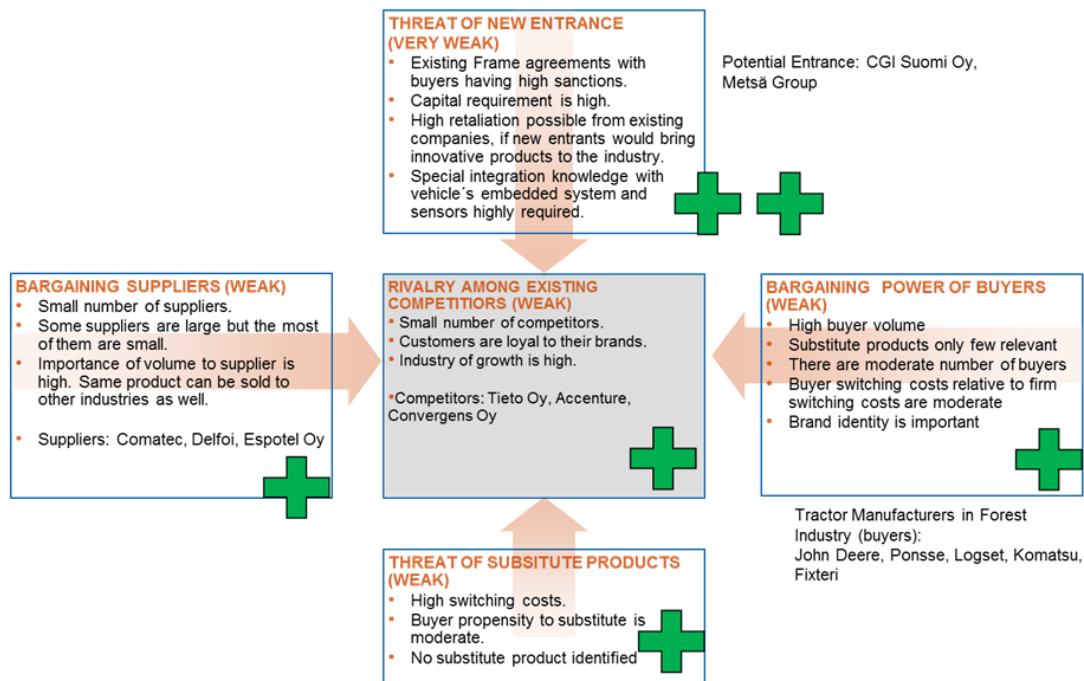 THREAT OF NEW ENTRANCE
(VERY WEAK)
• Existing Frame agreements with
buyers having high sanctions.
• Capital requirement is high.
• High retaliation possible from existing
companies, if new entrants would bring
innovative products to the industry.
• Special integration knowledge with
vehicle´s embedded system and
sensors highly required.
Potential Entrance: CGI Suomi Oy,
Metsä Group
BARGAINING SUPPLIERS (WEAK)
• Small number of suppliers.
• Some suppliers are large but the most
of them are small.
• Importance of volume to supplier is
high. Same product can be sold to
other industries as well.
• Suppliers: Comatec, Delfoi, Espotel Oy
RIVALRY AMONG EXISTING
COMPETITORS (WEAK)
• Small number of competitors.
• Customers are loyal to their brands.
• Industry of growth is high.
•Competitors: Tieto Oy, Accenture,
Convergens Oy
BARGAINING POWER OF BUYERS
(WEAK)
• High buyer volume
• Substitute products only few relevant
• There are moderate number of buyers
• Buyer switching costs relative to firm
switching costs are moderate
• Brand identity is important
Tractor Manufacturers in Forest
Industry (buyers):
John Deere, Ponsse, Logset, Komatsu,
Fixteri
THREAT OF SUBSITUTE PRODUCTS
(WEAK)
• High switching costs.
• Buyer propensity to substitute is
moderate.
• No substitute product identified